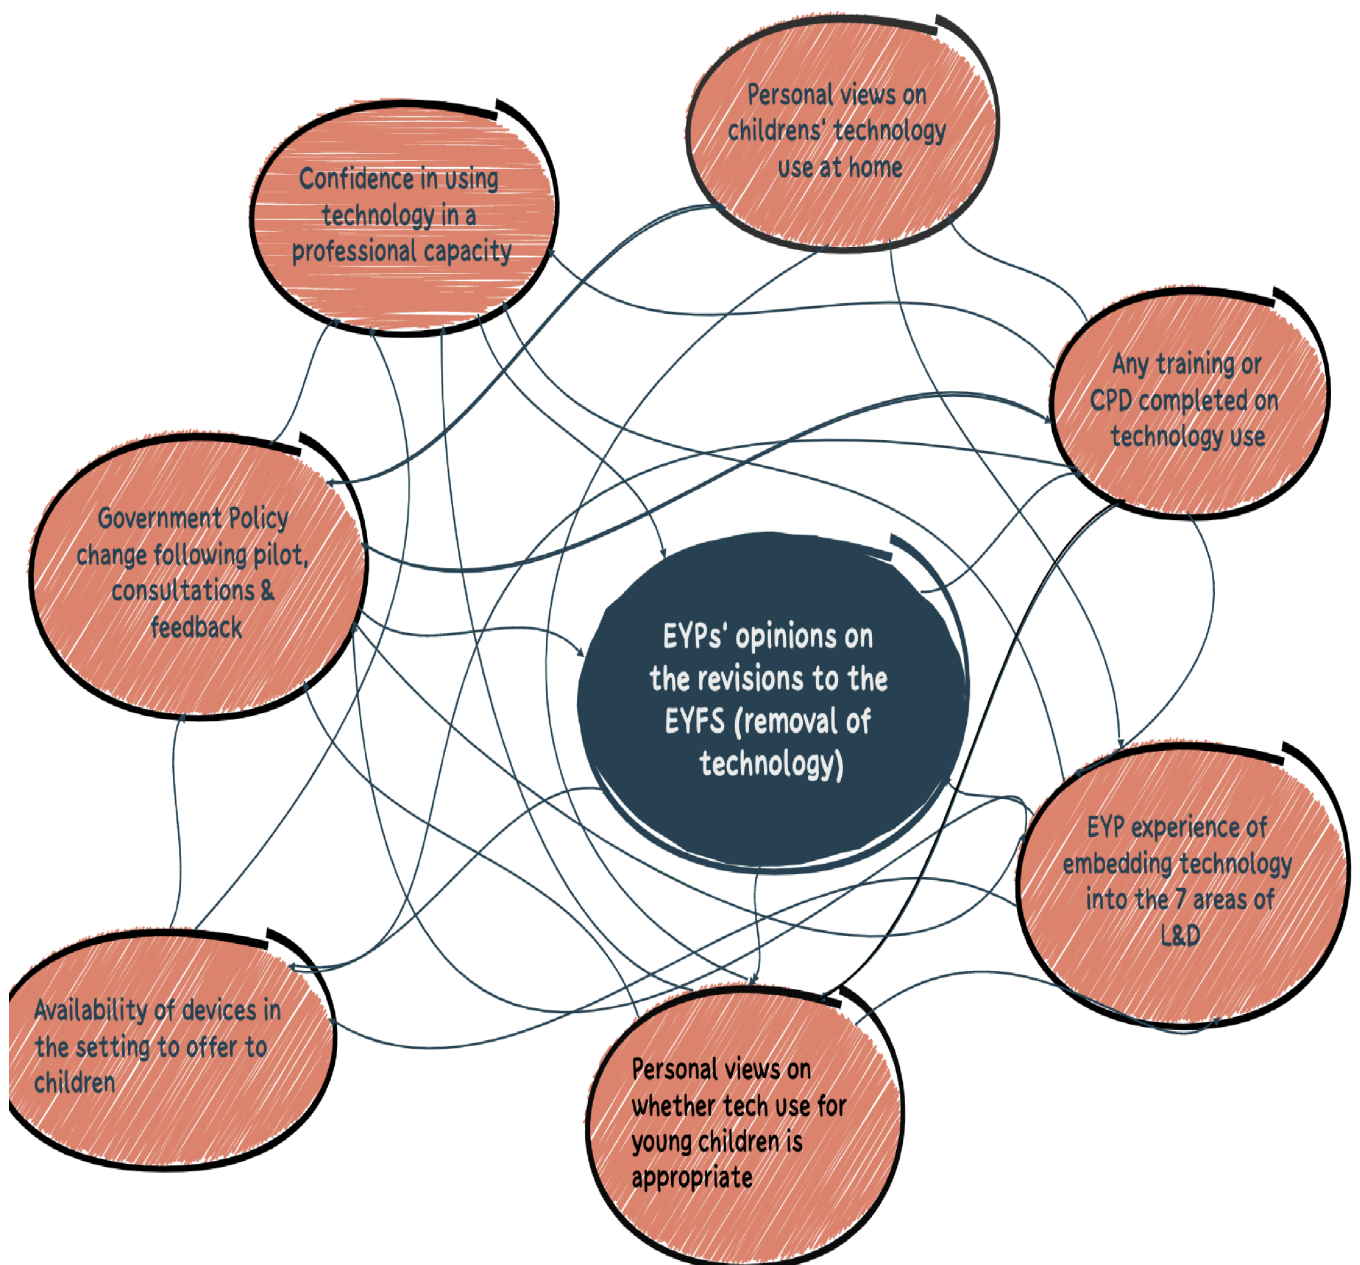 Personal views on
childrens' technology
use at home
Confidence in using
technology in a
professional capacity
Any training or
CPD completed on
technology use
Government Policy
change following pilot,
consultations &
feedback
EYPs' opinions on
the revisions to the
EYFS (removal of
technology)
EYP experience of
embedding technology
into the 7 areas of
L&D
Availability of devices in
the setting to offer to
children
Personal views on
whether tech use for
young children is
appropriate